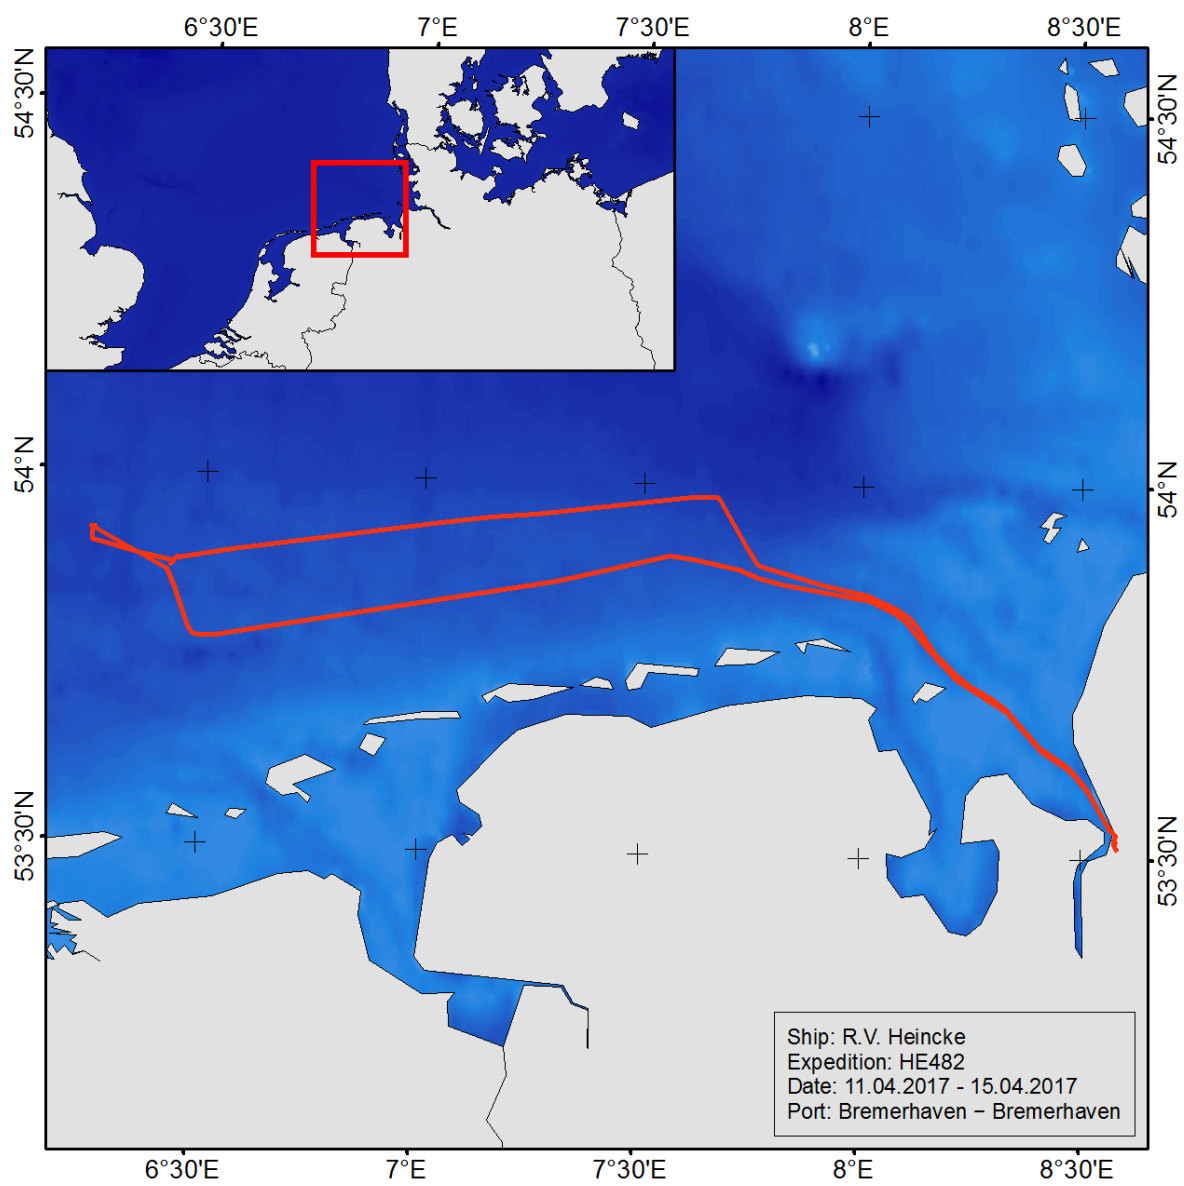 6°30'E 7°E 7°30'E 8°E 8°30'E
54°30'N
54°30'N
54°N
54°N
53°30'N
53°30'N
Ship: R.V. Heincke
Expedition: HE482
Date: 11.04.2017 - 15.04.2017
Port: Bremerhaven – Bremerhaven
6°30'E 7°E 7°30'E 8°E 8°30'E